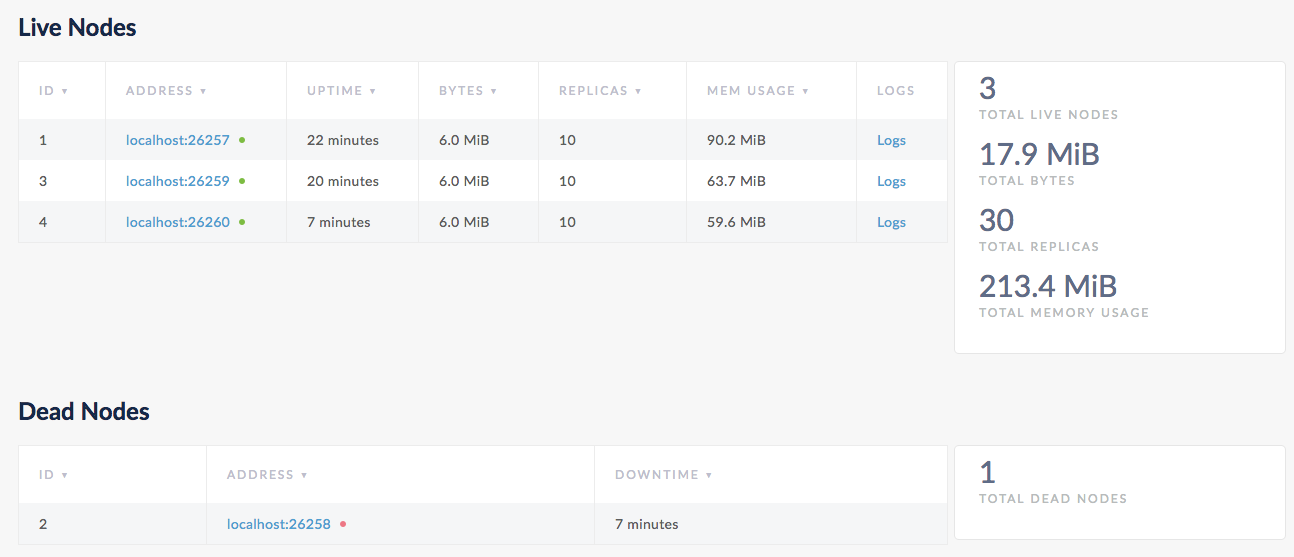 Live Nodes
ID ▼ ADDRESS ▼ UPTIME ▼ BYTES ▼ REPLICAS ▼ MEM USAGE ▼ LOGS
1 localhost:26257 22 minutes 6.0 MiB 10 90.2 MiB Logs
3 localhost:26259 20 minutes 6.0 MiB 10 63.7 MiB Logs
4 localhost:26260 7 minutes 6.0 MiB 10 59.6 MiB Logs
3
TOTAL LIVE NODES
17.9 MiB
TOTAL BYTES
30
TOTAL REPLICAS
213.4 MiB
TOTAL MEMORY USAGE
Dead Nodes
ID ▼ ADDRESS ▼ DOWNTIME ▼
2 localhost:26258 7 minutes
1
TOTAL DEAD NODES